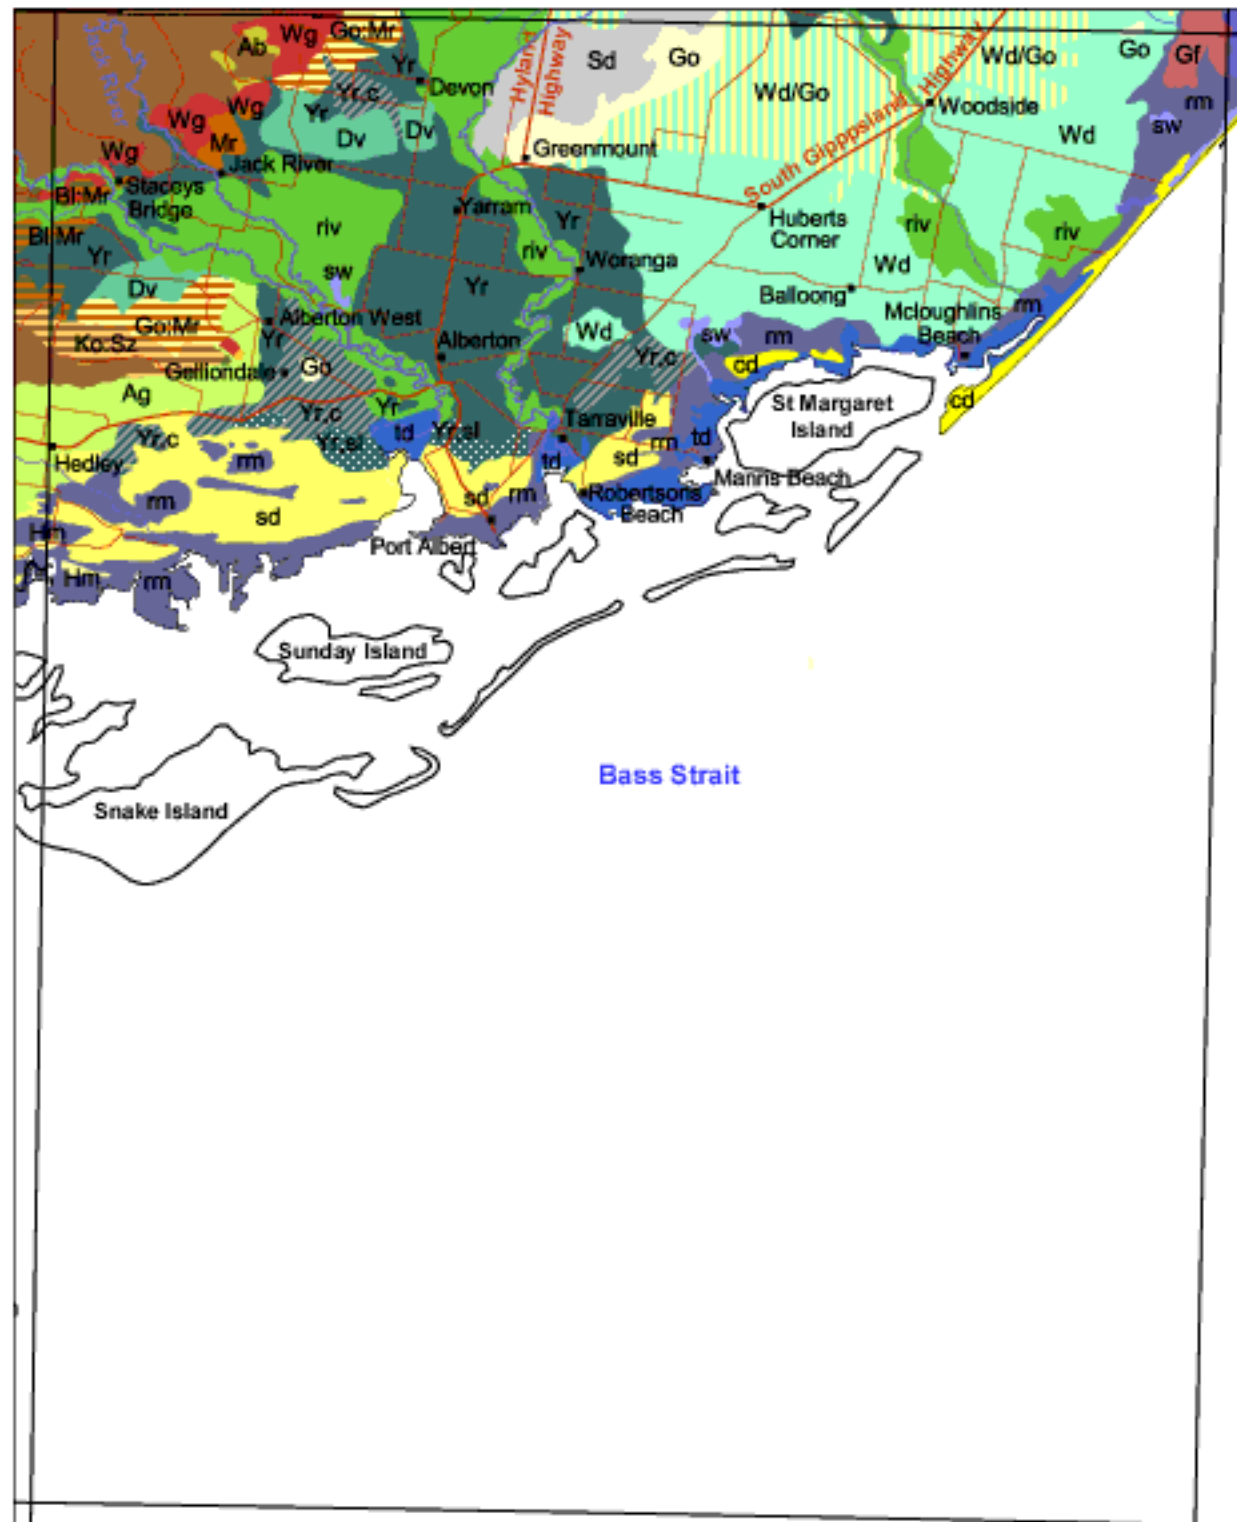 Jack River
Ab
Wg
Go:Mr
Yr
Hyland
Highway
Sd
Go
Wd/Go
Wd/Go
Go
Gf
rm
Yr,c
Devon
Wg
Wg
Yr
Dv
Dv
Mr
Wg
Jack River
Greenmount
South Gippsland
Highway
Woodside
Wd
sw
Bl:Mr
Staceys
Bridge
riv
Yarram
Yr
riv
Huberts
Corner
riv
riv
Bl:Mr
Yr
sw
Woranga
Wd
Dv
Yr
Balloong
Mcloughlins
Beach
rm
Go:Mr
Alberton West
Yr
Alberton
Wd
sw
rm
Ko:Sz
Gelliondale
Go
Yr,c
cd
Ag
Yr,c
Yr
St Margaret
Island
cd
Yr,c
Yr,sl
td
Yr,sl
Tarraville
rm
td
Hedley
rm
td
sd
Manns Beach
rm
sd
sd
rm
Robertsons
Beach
Hm
Port Albert
Hm
rm
Sunday Island
Bass Strait
Snake Island